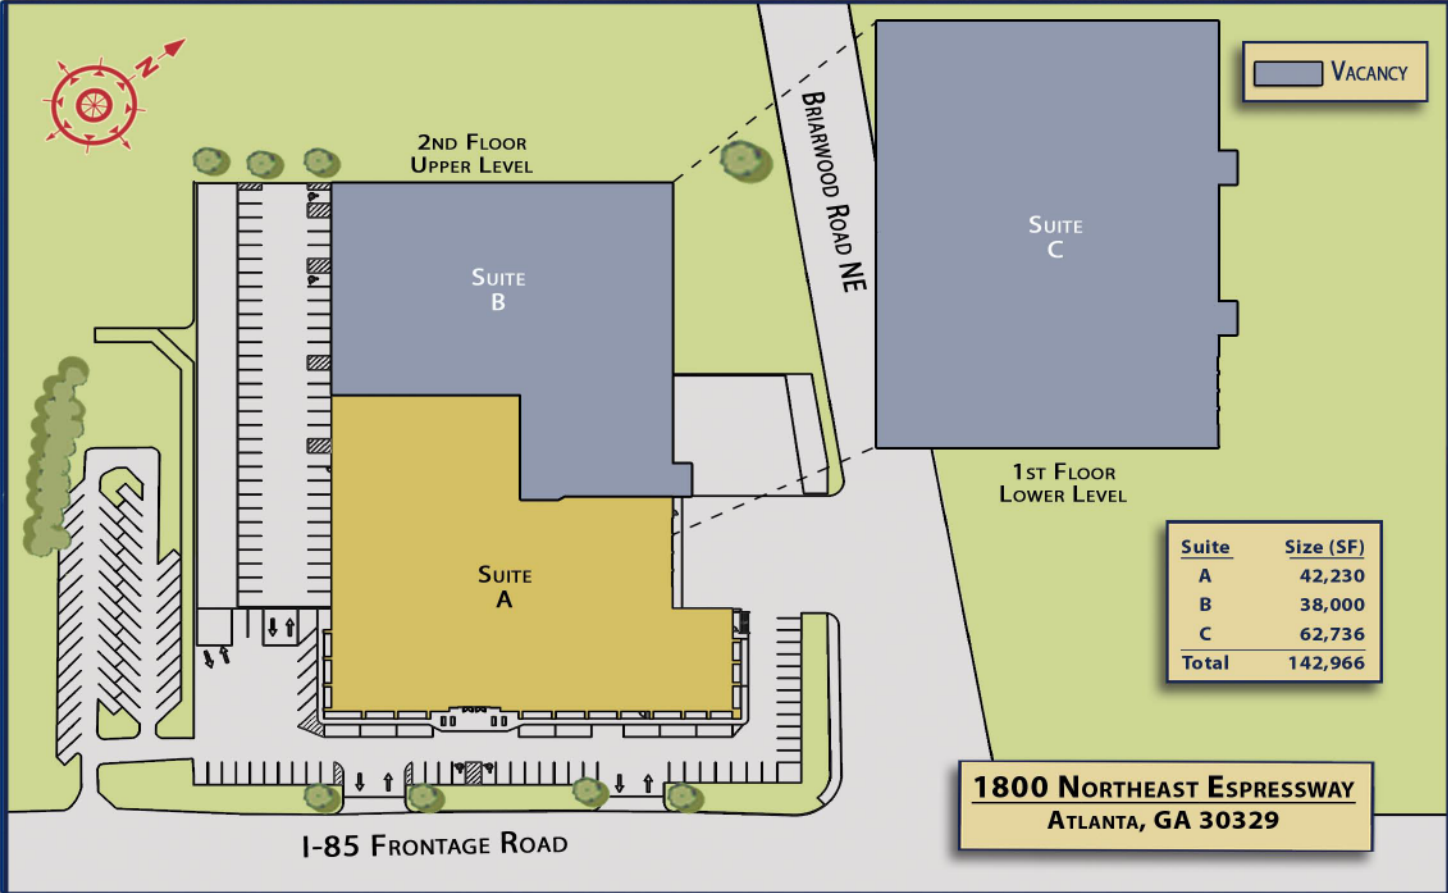 N
2ND FLOOR
UPPER LEVEL
BRIARWOOD ROAD NE
VACANCY
SUITE
B
SUITE
C
1ST FLOOR
LOWER LEVEL
SUITE
A
Suite Size (SF)
A 42,230
B 38,000
C 62,736
Total 142,966
1800 NORTHEAST ESPRESSWAY
ATLANTA, GA 30329
I-85 FRONTAGE ROAD